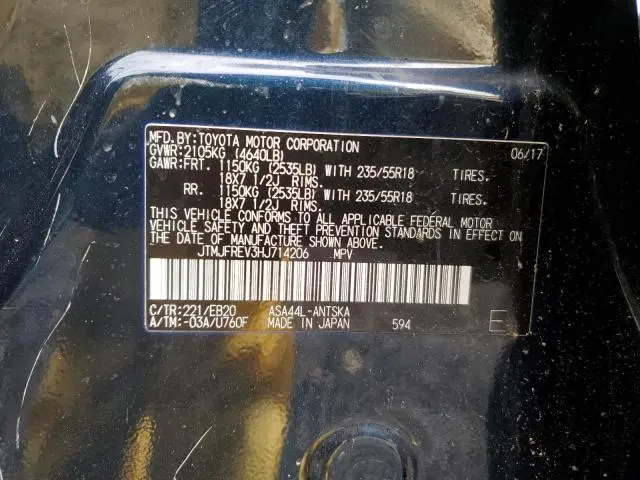 MFD.BY:TOYOTA MOTOR CORPORATION 06/17
GVWR:2105KG (4640LB)
GAWR:FRT. 1150KG (2535LB) WITH 235/55R18 TIRES.
18X7 1/2J RIMS.
RR. 1150KG (2535LB) WITH 235/55R18 TIRES.
18X7 1/2J RIMS.
THIS VEHICLE CONFORMS TO ALL APPLICABLE FEDERAL MOTOR
VEHICLE SAFETY AND THEFT PREVENTION STANDARDS IN EFFECT ON
THE DATE OF MANUFACTURE SHOWN ABOVE.
JTMJFREV3HJ714206 MPV
C/TR:221/EB20 ASA44L-ANTSKA
A/TM:-03A/U760F MADE IN JAPAN 594 E